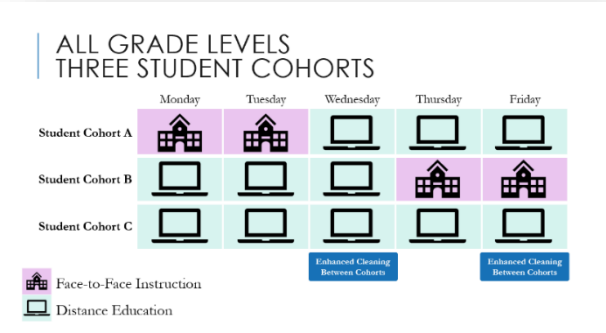 ALL GRADE LEVELS
THREE STUDENT COHORTS
Monday Tuesday Wednesday Thursday Friday
Student Cohort A
Student Cohort B
Student Cohort C
Enhanced Cleaning Enhanced Cleaning
Between Cohorts Between Cohorts
Face-to-Face Instruction
Distance Education